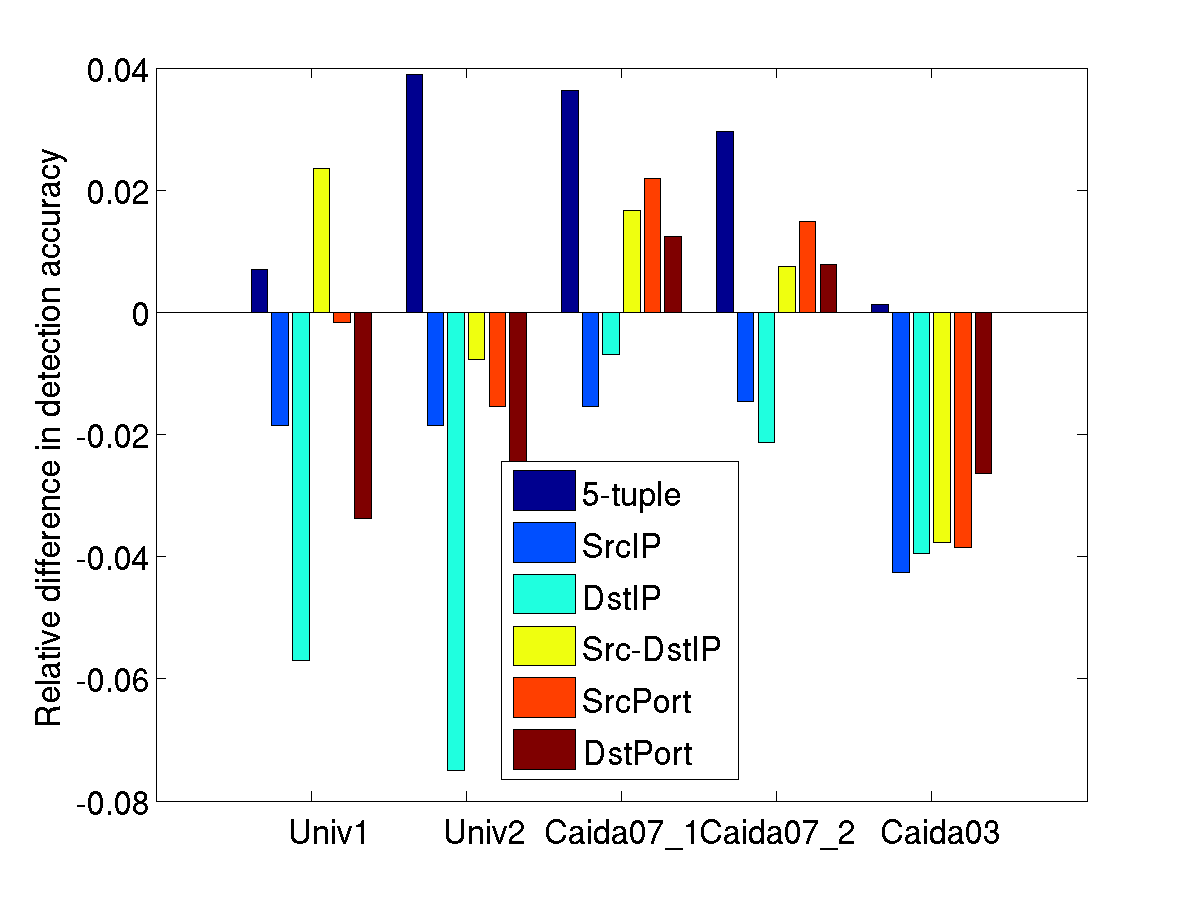 Relative difference in detection accuracy
0.04
0.02
0
-0.02
-0.04
-0.06
-0.08
5-tuple
SrcIP
DstIP
Src-DstIP
SrcPort
DstPort
Univ1 Univ2 Caida07_1 Caida07_2 Caida03